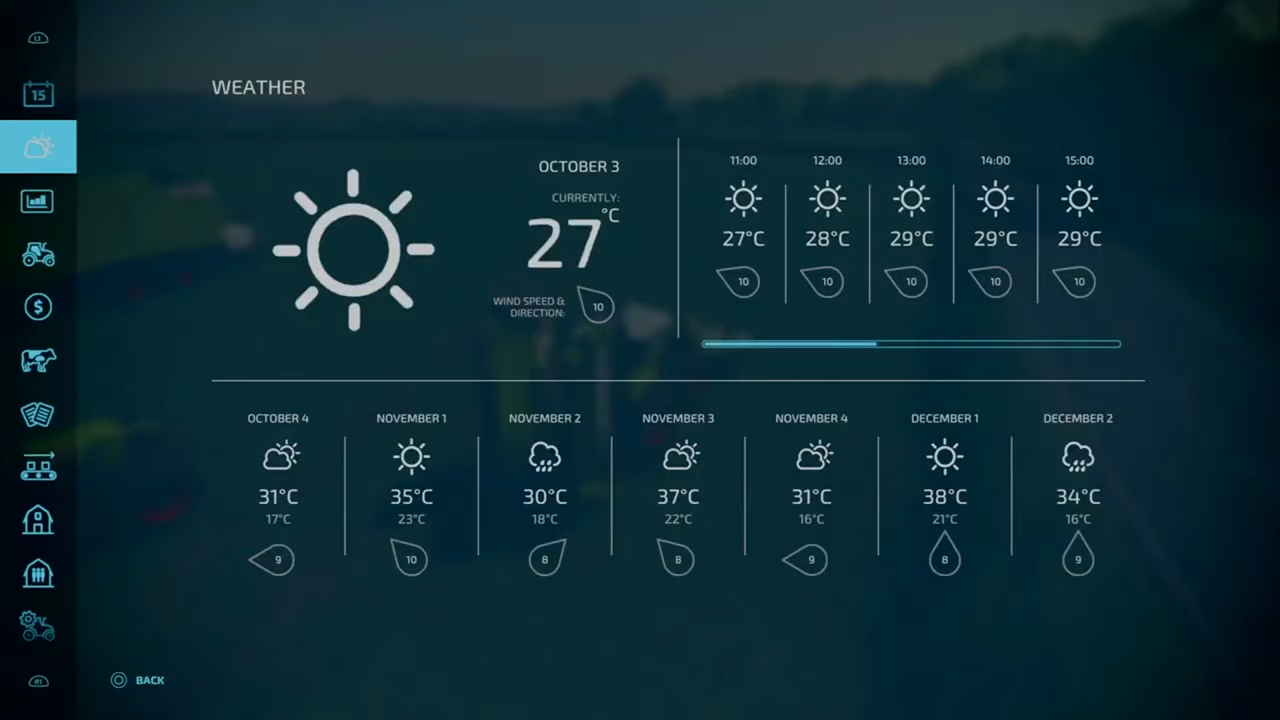 L1
15
WEATHER
OCTOBER 3
CURRENTLY:
27°C
WIND SPEED &
DIRECTION:
10
11:00 12:00 13:00 14:00 15:00
27°C 28°C 29°C 29°C 29°C
10 10 10 10 10
$
OCTOBER 4 NOVEMBER 1 NOVEMBER 2 NOVEMBER 3 NOVEMBER 4 DECEMBER 1 DECEMBER 2
31°C 35°C 30°C 37°C 31°C 38°C 34°C
17°C 23°C 18°C 22°C 16°C 21°C 16°C
9 10 8 8 9 8 9
R1
BACK